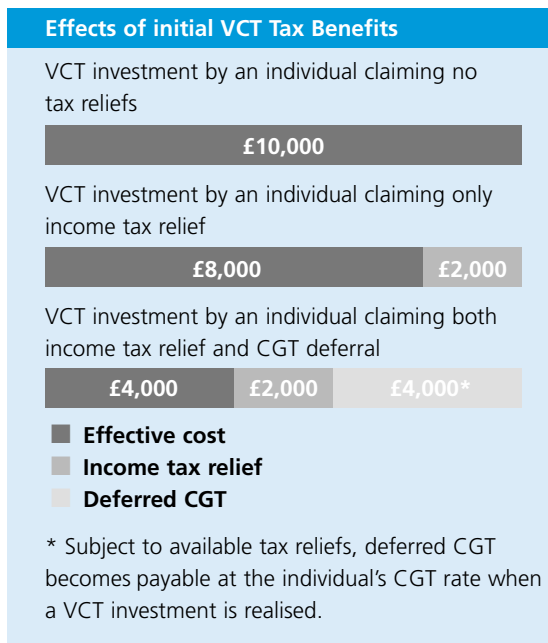 Effects of initial VCT Tax Benefits
VCT investment by an individual claiming no
tax reliefs
£10,000
VCT investment by an individual claiming only
income tax relief
£8,000 £2,000
VCT investment by an individual claiming both
income tax relief and CGT deferral
£4,000 £2,000 £4,000*
Effective cost
Income tax relief
Deferred CGT
* Subject to available tax reliefs, deferred CGT
becomes payable at the individual's CGT rate when
a VCT investment is realised.